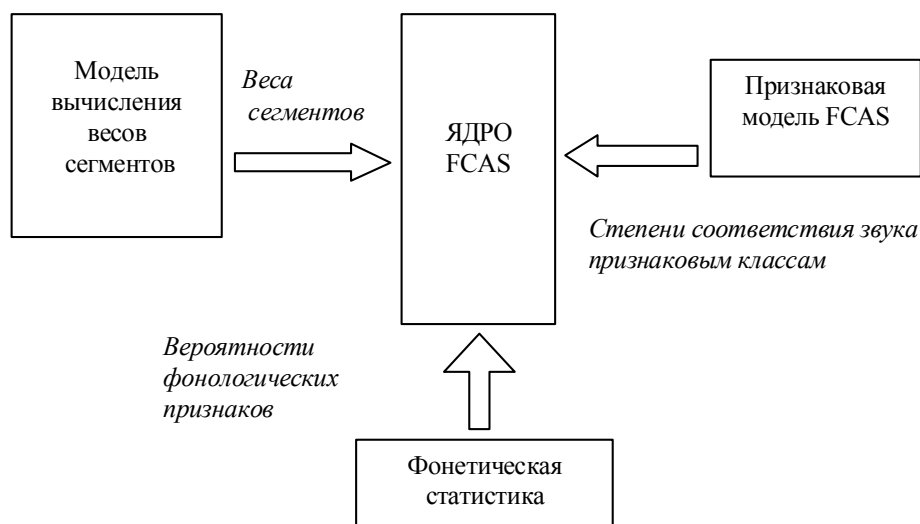 Модель
вычисления
весов
сегментов
Веса
сегментов
ЯДРО
FCAS
Признаковая
модель FCAS
Степени соответствия звука
признаковым классам
Вероятности
фонологических
признаков
Фонетическая
статистика